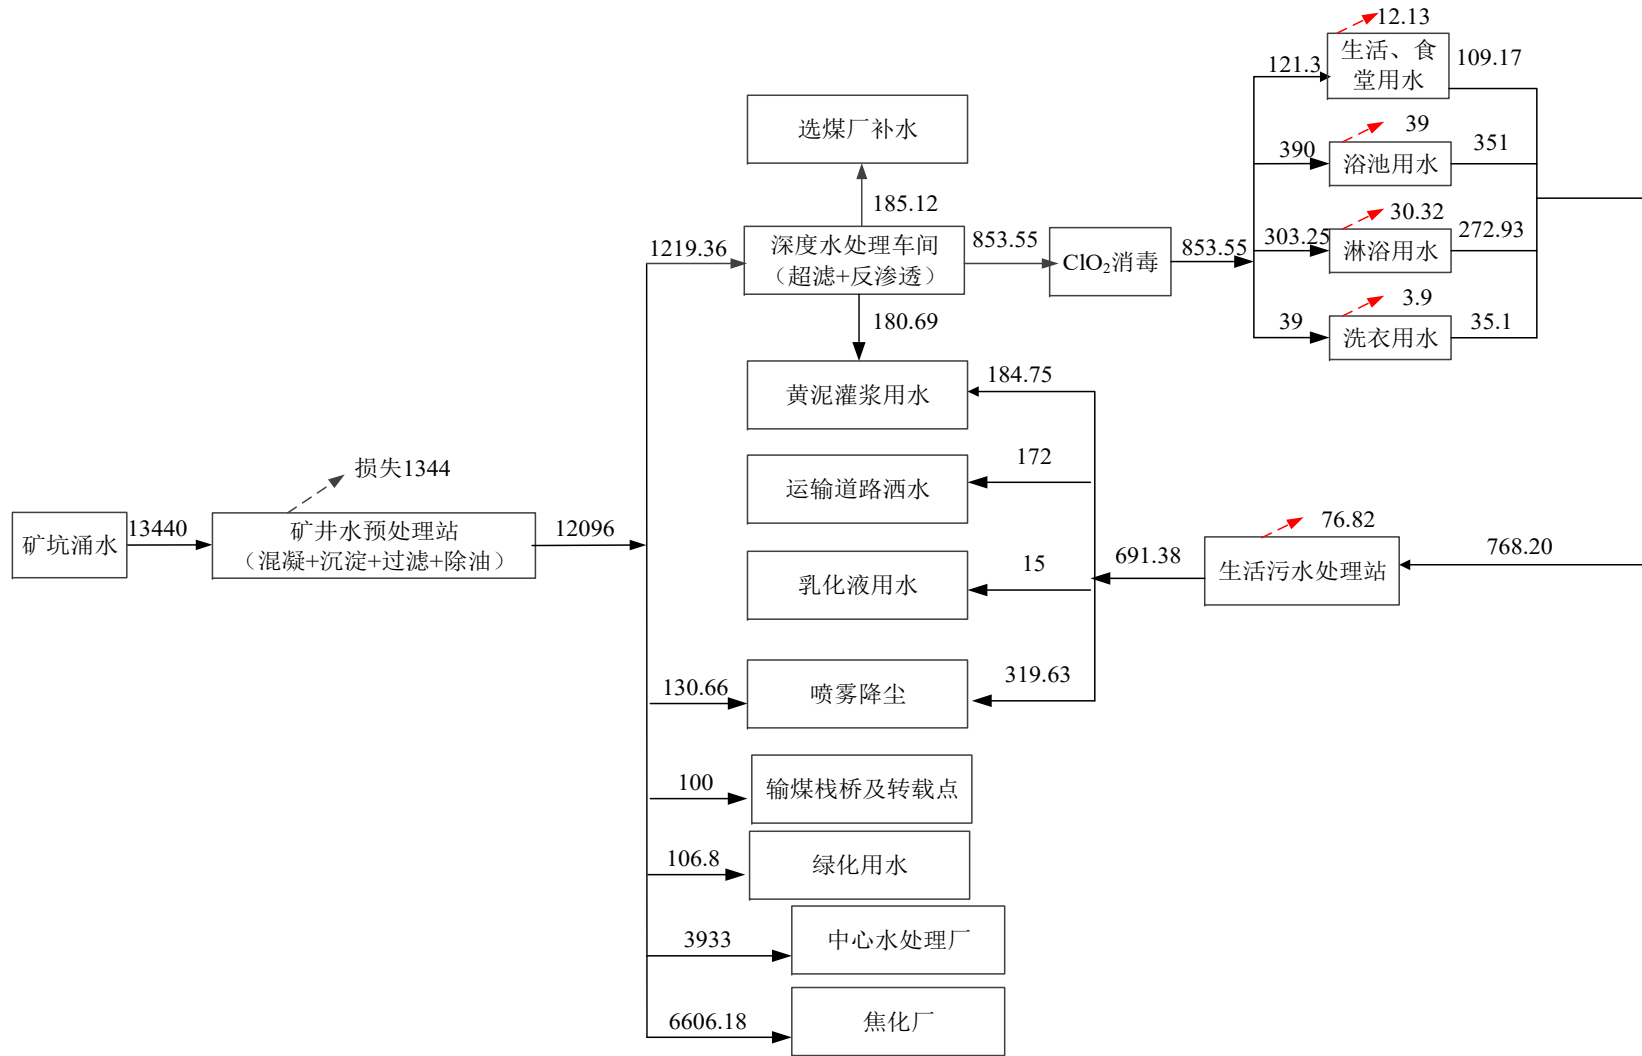 12.13
生活、食
堂用水
121.3
109.17
39
390
浴池用水
351
30.32
303.25
淋浴用水
272.93
3.9
39
洗衣用水
35.1
选煤厂补水
185.12
1219.36
深度水处理车间
（超滤+反渗透）
853.55
ClO₂消毒
853.55
180.69
黄泥灌浆用水
184.75
运输道路洒水
172
损失1344
矿坑涌水
13440
矿井水预处理站
（混凝+沉淀+过滤+除油）
12096
乳化液用水
15
691.38
76.82
生活污水处理站
768.20
130.66
喷雾降尘
319.63
100
输煤栈桥及转载点
106.8
绿化用水
3933
中心水处理厂
6606.18
焦化厂